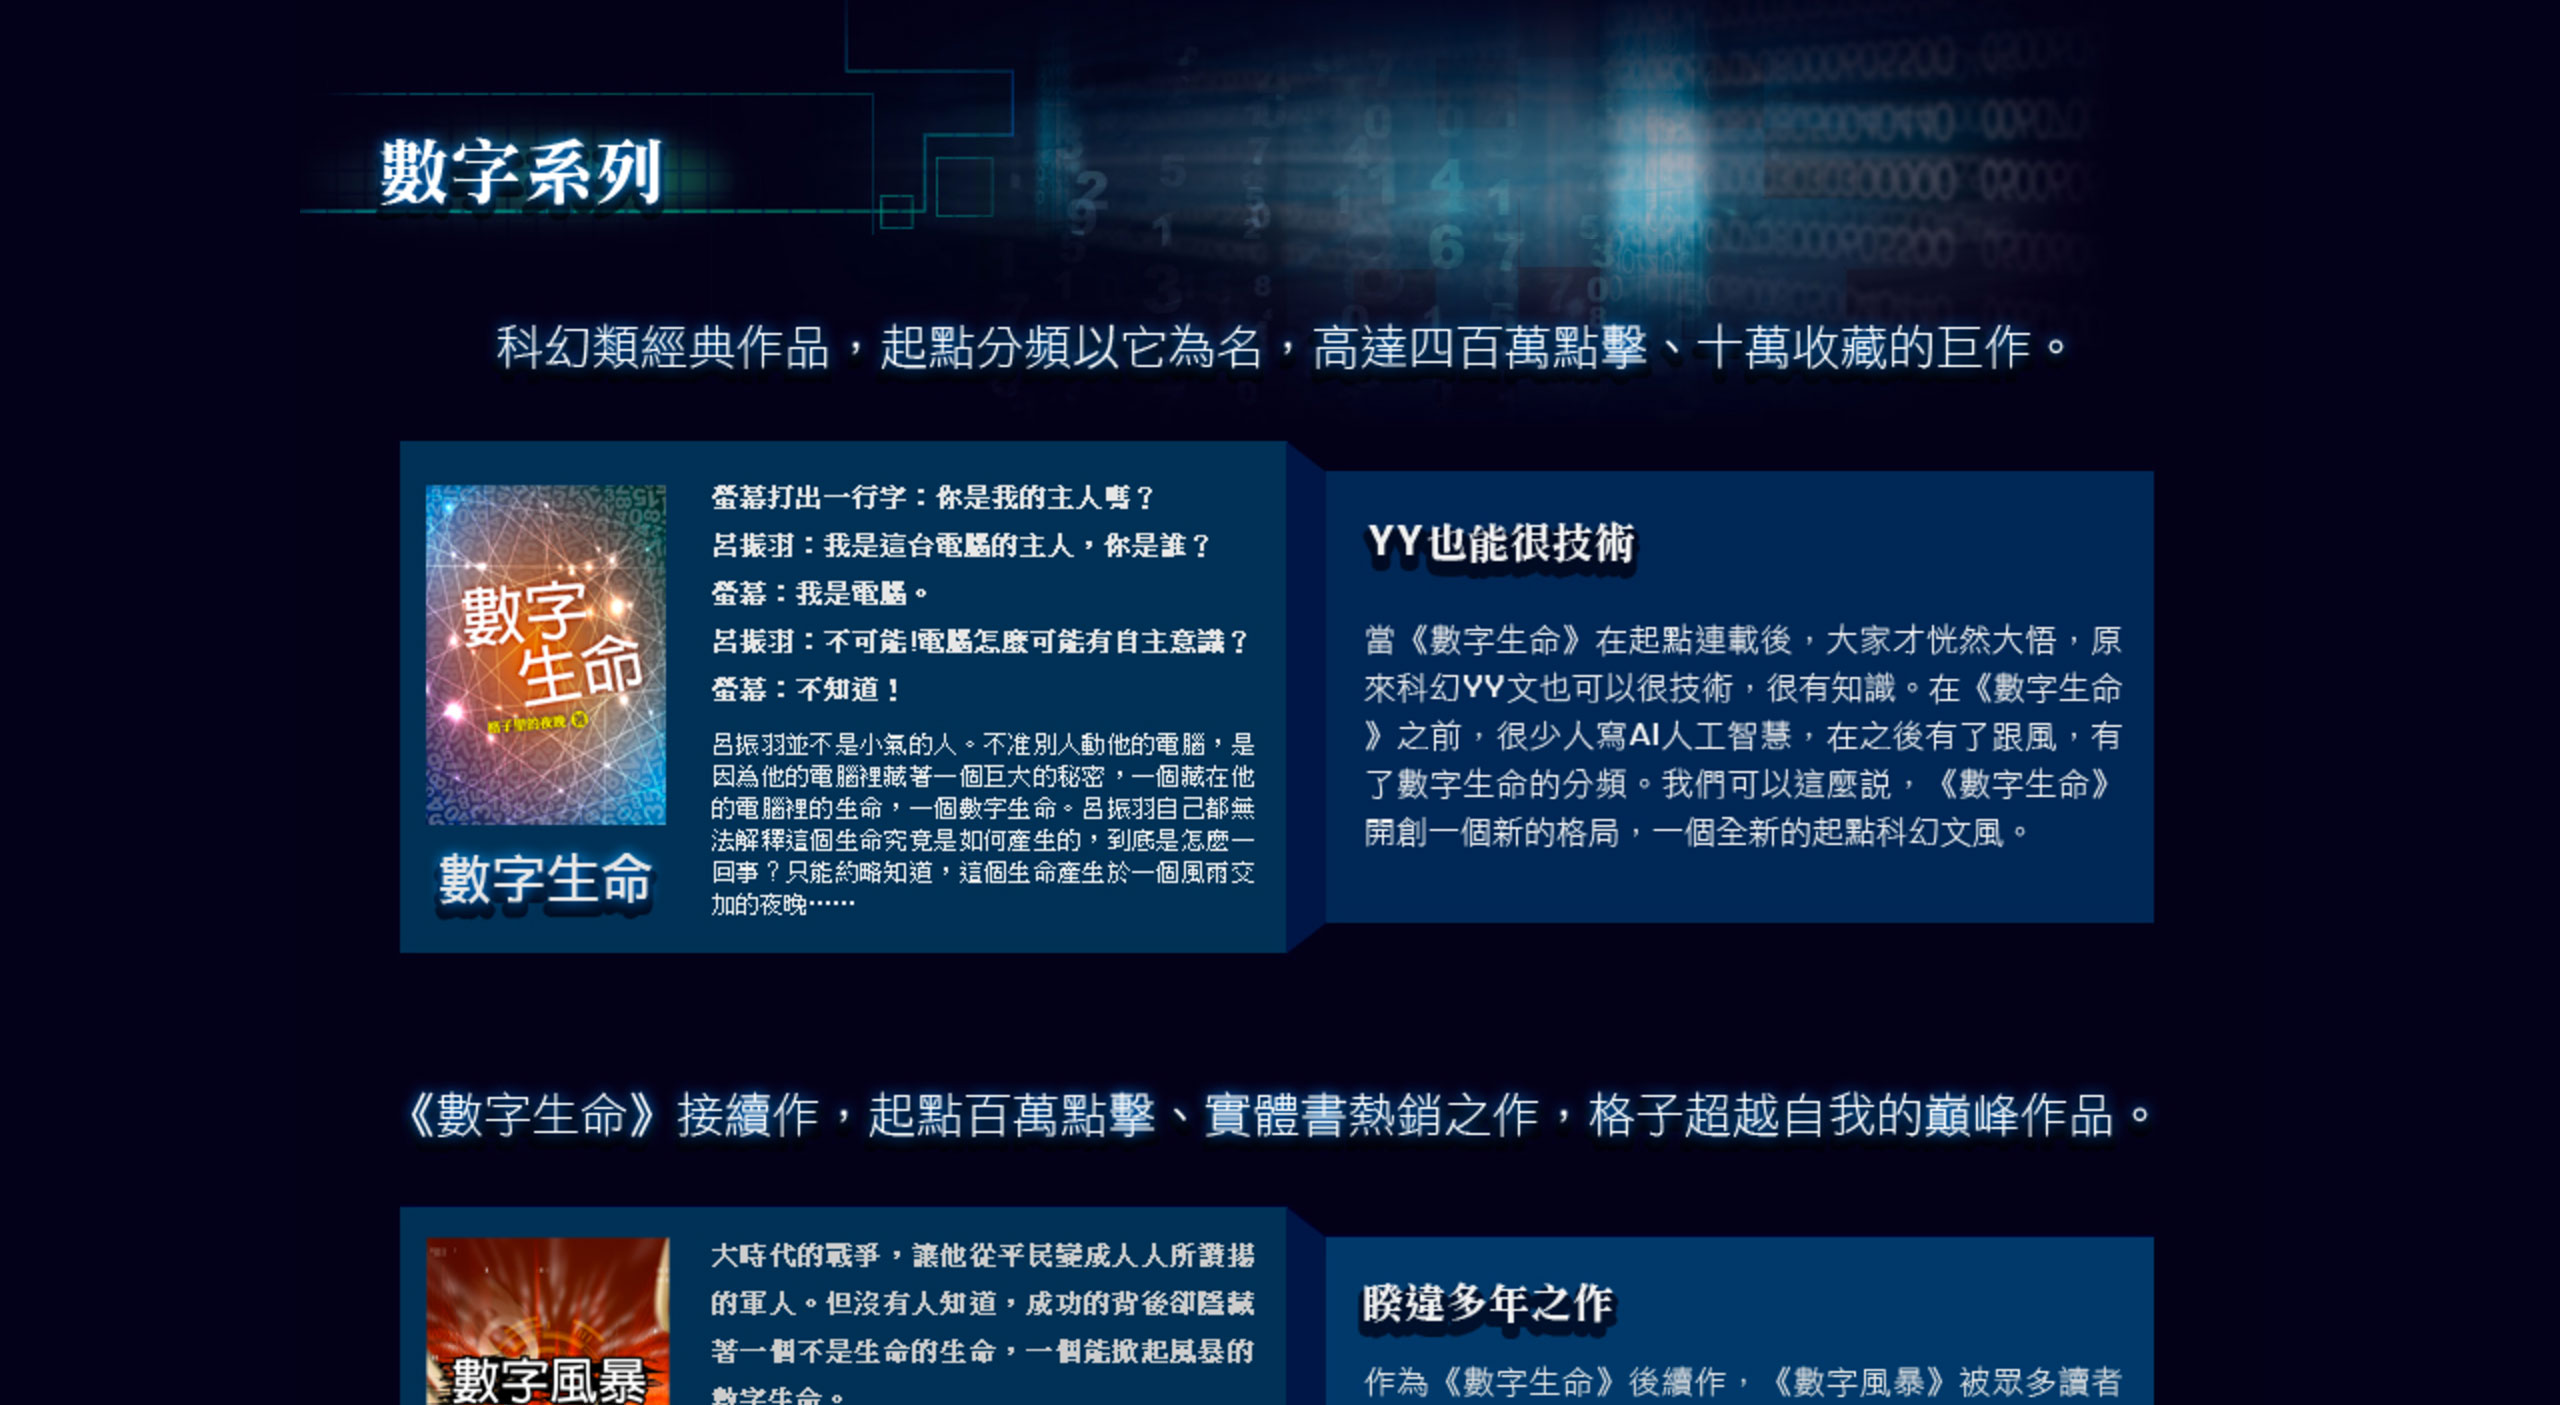 數字系列
科幻類經典作品，起點分頻以它為名，高達四百萬點擊、十萬收藏的巨作。
數字
生命
格子里的夜晚 著
數字生命
螢幕打出一行字：你是我的主人嗎？
呂振羽：我是這台電腦的主人，你是誰？
螢幕：我是電腦。
呂振羽：不可能!電腦怎麼可能有自主意識？
螢幕：不知道！
呂振羽並不是小氣的人。不准別人動他的電腦，是
因為他的電腦裡藏著一個巨大的秘密，一個藏在他
的電腦裡的生命，一個數字生命。呂振羽自己都無
法解釋這個生命究竟是如何產生的，到底是怎麼一
回事？只能約略知道，這個生命產生於一個風雨交
加的夜晚……
YY也能很技術
當《數字生命》在起點連載後，大家才恍然大悟，原
來科幻YY文也可以很技術，很有知識。在《數字生命
》之前，很少人寫AI人工智慧，在之後有了跟風，有
了數字生命的分頻。我們可以這麼説，《數字生命》
開創一個新的格局，一個全新的起點科幻文風。
《數字生命》接續作，起點百萬點擊、實體書熱銷之作，格子超越自我的巔峰作品。
數字風暴
大時代的戰爭，讓他從平民變成人人所讚揚
的軍人。但沒有人知道，成功的背後卻隱藏
著一個不是生命的生命，一個能掀起風暴的
數字生命。
睽違多年之作
作為《數字生命》後續作，《數字風暴》被眾多讀者